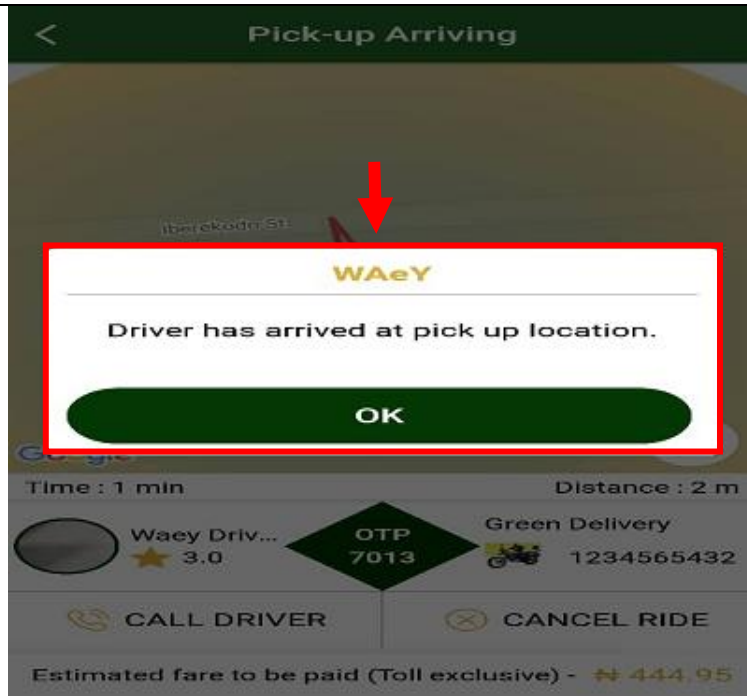 < Pick-up Arriving
Iberekodo St
WAeY
Driver has arrived at pick up location.
OK
Google
Time : 1 min Distance : 2 m
Waey Driv... OTP Green Delivery
3.0 7013 1234565432
CALL DRIVER CANCEL RIDE
Estimated fare to be paid (Toll exclusive) - ₦ 444.95